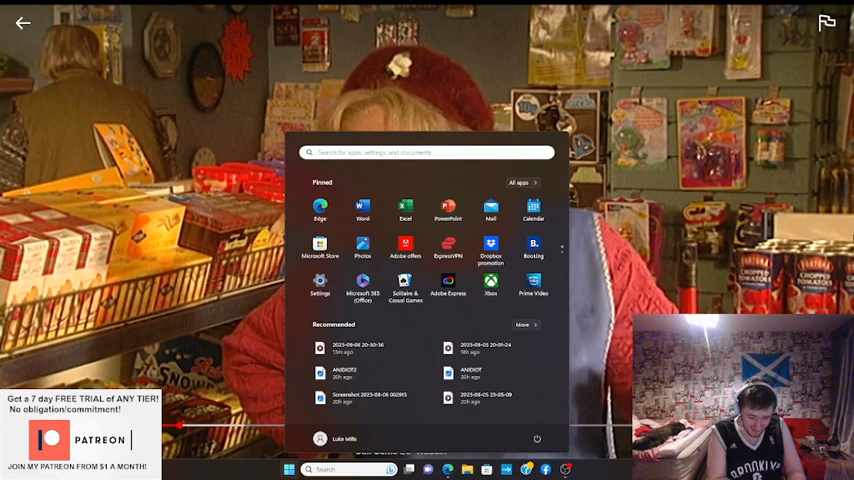 Search for apps, settings, and documents
Pinned
All apps
Edge
Word
Excel
PowerPoint
Mail
Calendar
Microsoft Store
Photos
Adobe offers
ExpressVPN
Dropbox promotion
Booking
Settings
Microsoft 365 (Office)
Solitaire & Casual Games
Adobe Express
Xbox
Prime Video
Recommended
More
2023-09-06 20-50-36
13m ago
2023-09-05 20-01-24
18h ago
ANIDIOT2
20h ago
ANIDIOT
20h ago
Screenshot 2023-09-06 002915
20h ago
2023-09-05 23-05-09
20h ago
Luke Mills
Search
Get a 7 day FREE TRIAL of ANY TIER!
No obligation/commitment!
PATREON
JOIN MY PATREON FROM $1 A MONTH!
CHOPPED
TOMATOES
CHOPPED
TOMATOES
SNOW
BROOKLYN